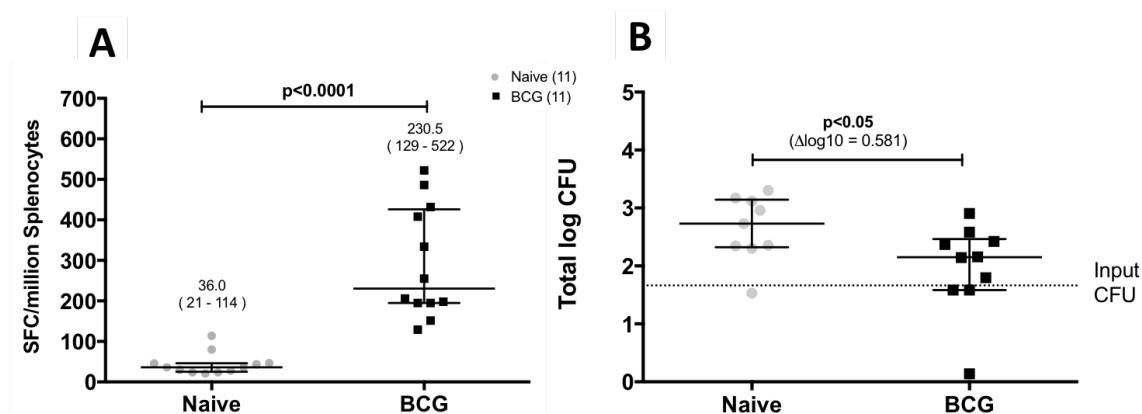 A
Naive (11)
BCG (11)
p<0.0001
230.5
( 129 - 522 )
36.0
( 21 - 114 )
SFC/million Splenocytes
700
600
500
400
300
200
100
0
Naive
BCG
B
p<0.05
(Δlog10 = 0.581)
Total log CFU
5
4
3
2
1
0
Input
CFU
Naive
BCG